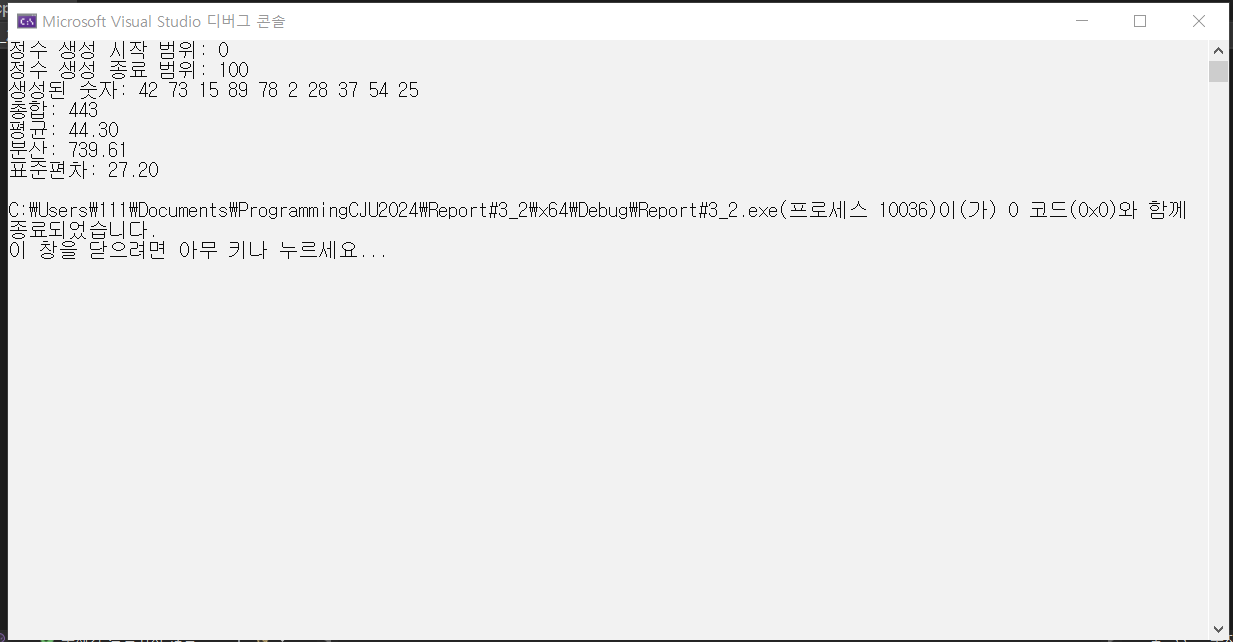 Microsoft Visual Studio 디버그 콘솔
정수 생성 시작 범위: 0
정수 생성 종료 범위: 100
생성된 숫자: 42 73 15 89 78 2 28 37 54 25
총합: 443
평균: 44.30
분산: 739.61
표준편차: 27.20
C:₩Users₩111₩Documents₩ProgrammingCJU2024₩Report#3_2₩x64₩Debug₩Report#3_2.exe(프로세스 10036)이(가) 0 코드(0x0)와 함께
종료되었습니다.
이 창을 닫으려면 아무 키나 누르세요...